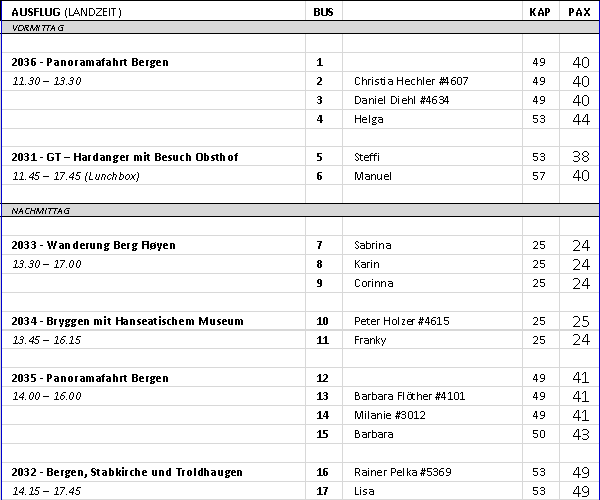 AUSFLUG (LANDZEIT) BUS KAP PAX
VORMITTAG
2036 - Panoramafahrt Bergen 1 49 40
11.30 – 13.30 2 Christia Hechler #4607 49 40
3 Daniel Diehl #4634 49 40
4 Helga 53 44
2031 - GT – Hardanger mit Besuch Obsthof 5 Steffi 53 38
11.45 – 17.45 (Lunchbox) 6 Manuel 57 40
NACHMITTAG
2033 - Wanderung Berg Fløyen 7 Sabrina 25 24
13.30 – 17.00 8 Karin 25 24
9 Corinna 25 24
2034 - Bryggen mit Hanseatischem Museum 10 Peter Holzer #4615 25 25
13.45 – 16.15 11 Franky 25 24
2035 - Panoramafahrt Bergen 12 49 41
14.00 – 16.00 13 Barbara Flöther #4101 49 41
14 Milanie #3012 49 41
15 Barbara 50 43
2032 - Bergen, Stabkirche und Troldhaugen 16 Rainer Pelka #5369 53 49
14.15 – 17.45 17 Lisa 53 49